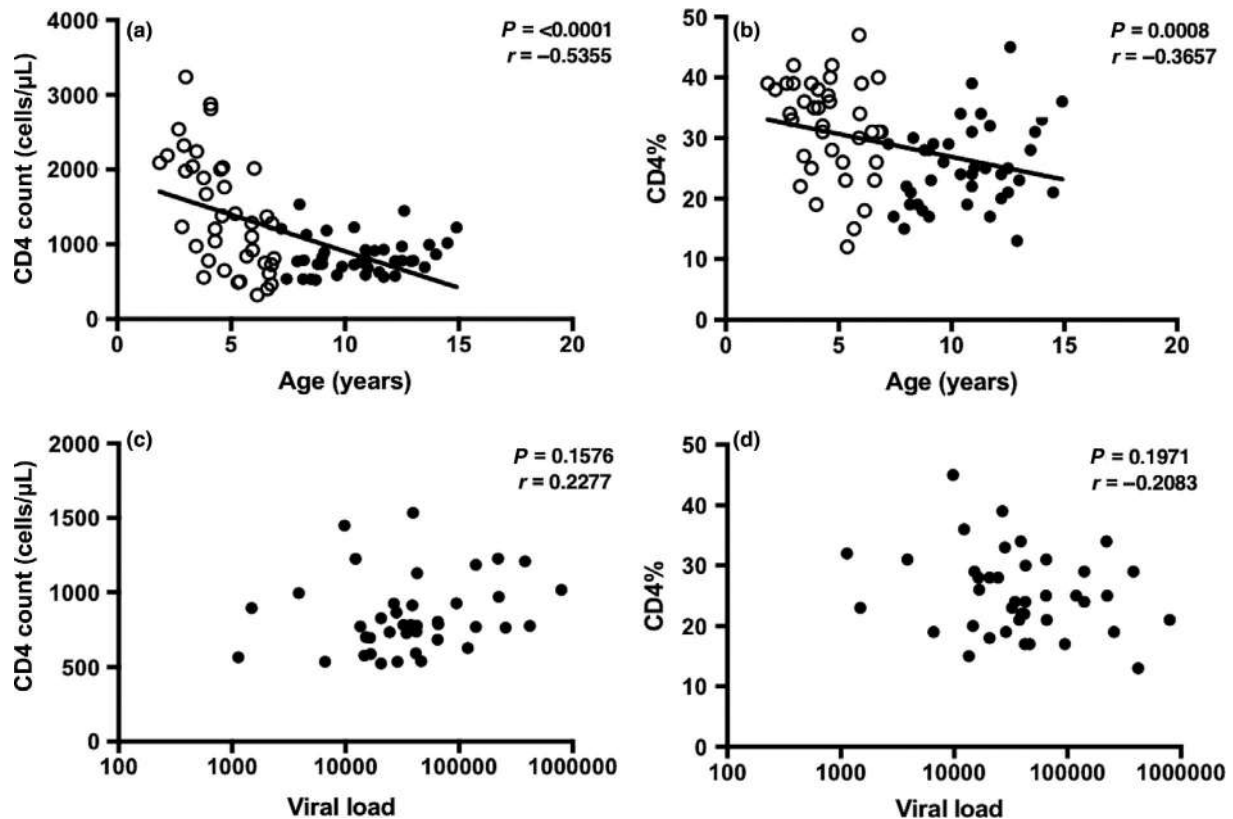 (a)
P = <0.0001
r = −0.5355
CD4 count (cells/µL)
4000
3000
2000
1000
0
0 5 10 15 20
Age (years)
(b)
P = 0.0008
r = −0.3657
CD4%
50
40
30
20
10
0
0 5 10 15 20
Age (years)
(c)
P = 0.1576
r = 0.2277
CD4 count (cells/µL)
2000
1500
1000
500
0
100 1000 10000 100000 1000000
Viral load
(d)
P = 0.1971
r = −0.2083
CD4%
50
40
30
20
10
0
100 1000 10000 100000 1000000
Viral load